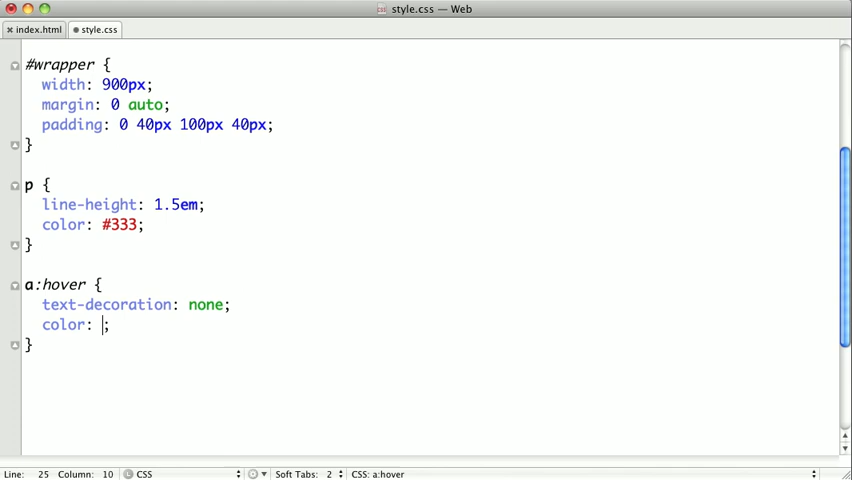 style.css — Web
index.html style.css
#wrapper {
width: 900px;
margin: 0 auto;
padding: 0 40px 100px 40px;
}
p {
line-height: 1.5em;
color: #333;
}
a:hover {
text-decoration: none;
color: ;
}
Line: 25 Column: 10 CSS Soft Tabs: 2 CSS: a:hover